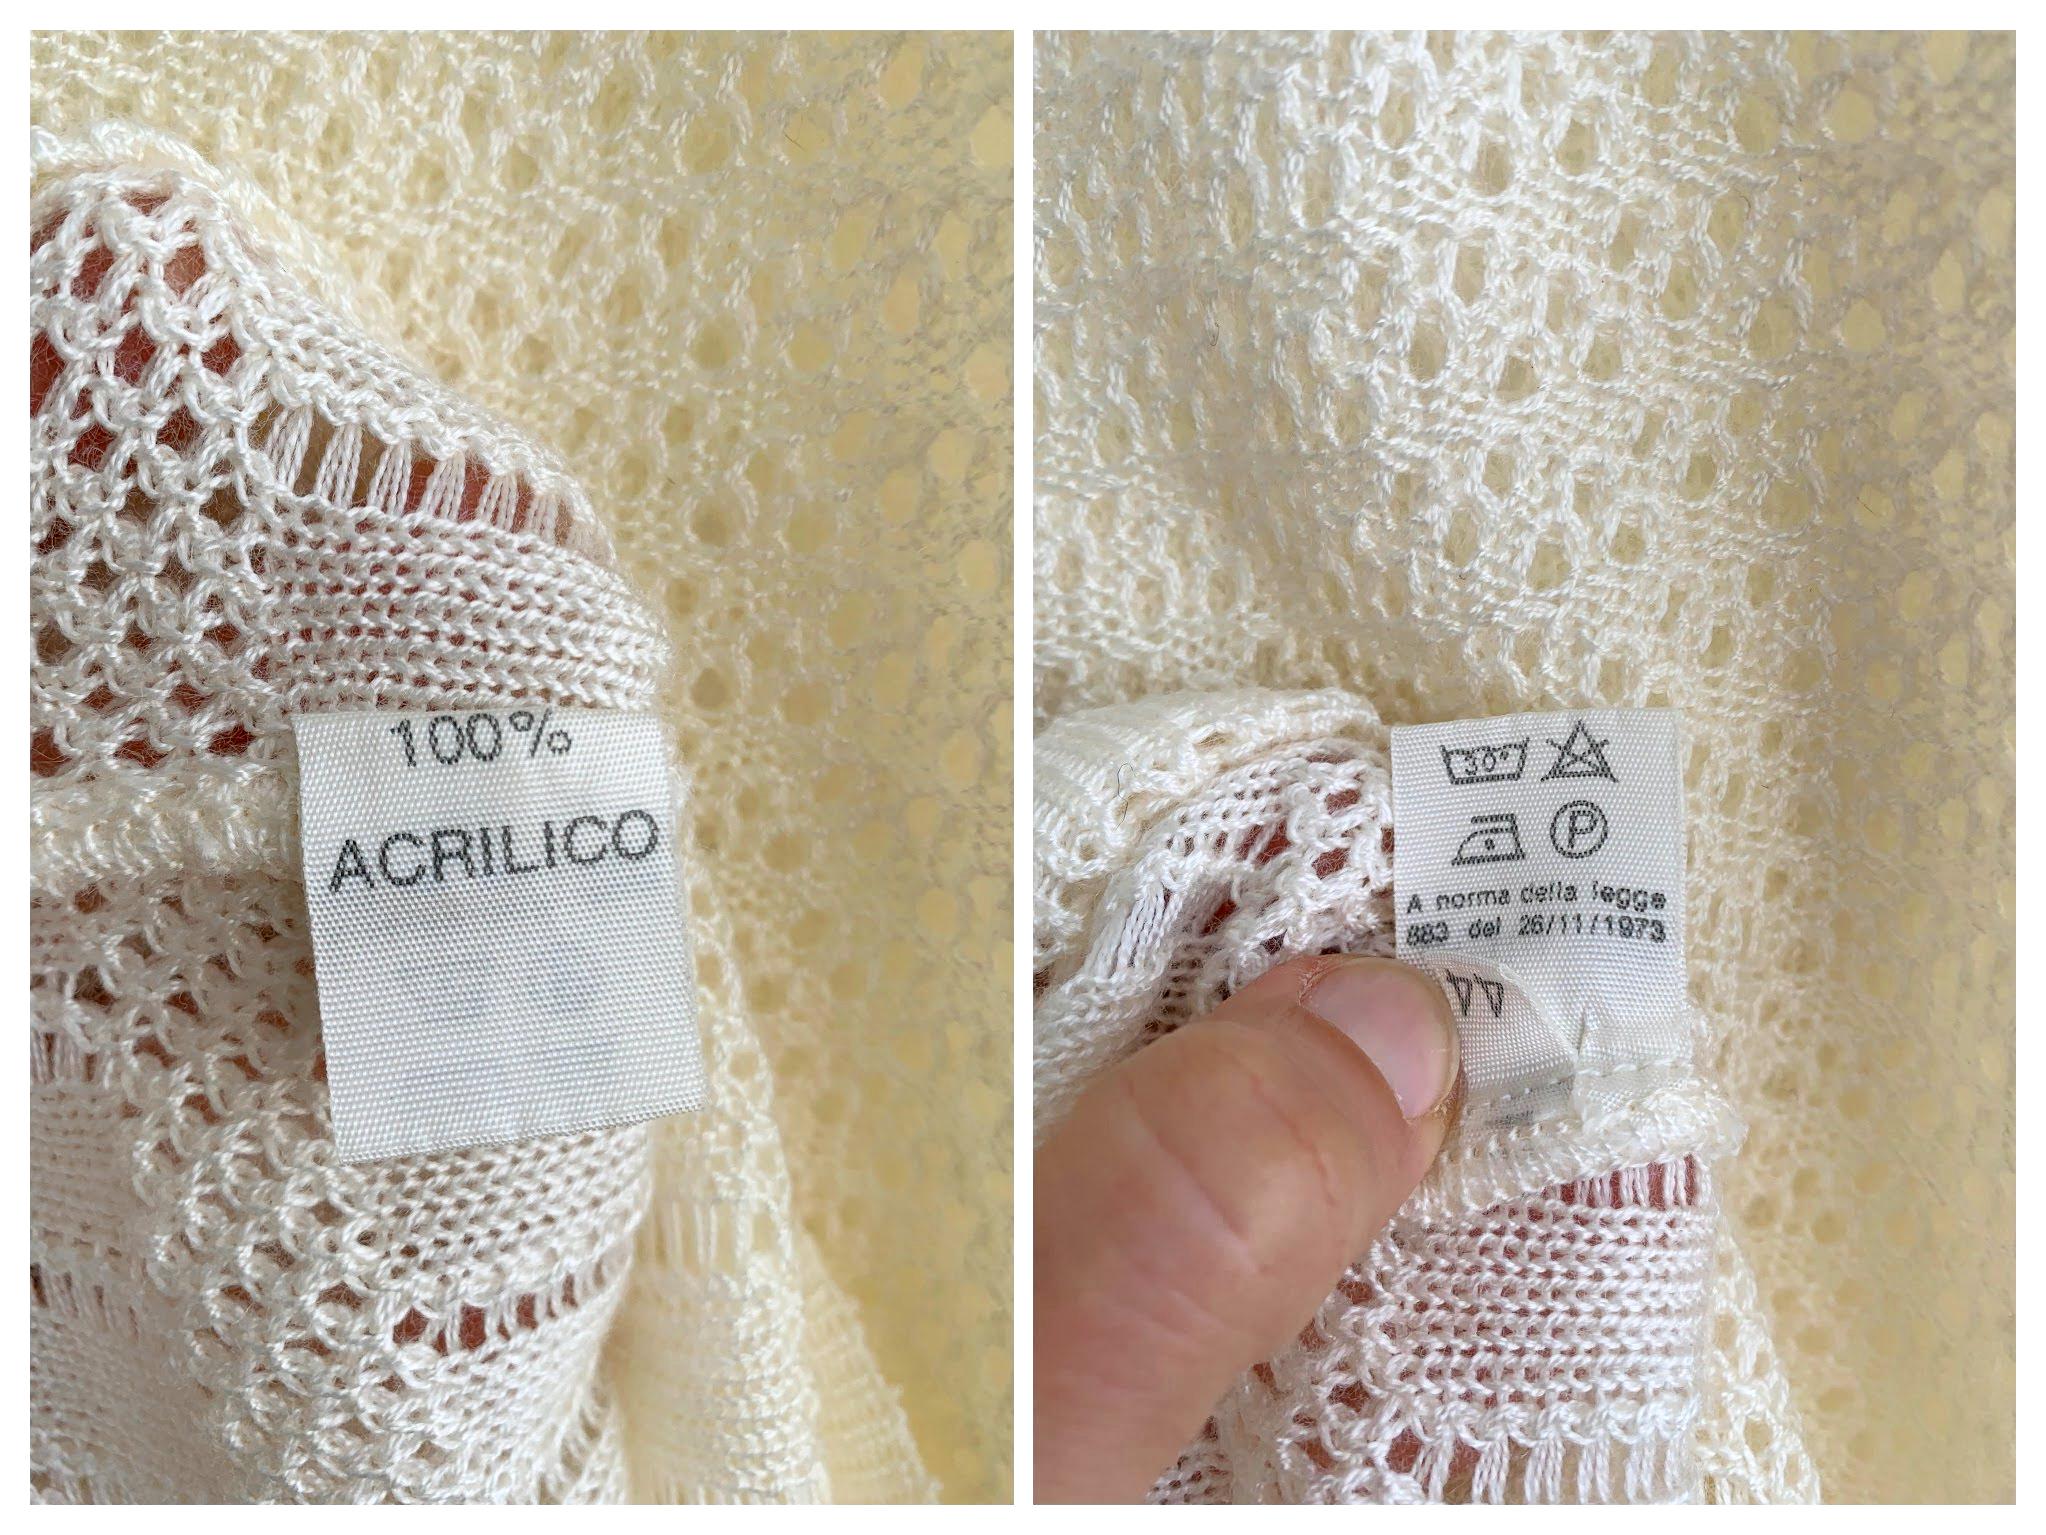 100%
ACRILICO
30°
P
A norma della legge
883 del 26/11/1973
44